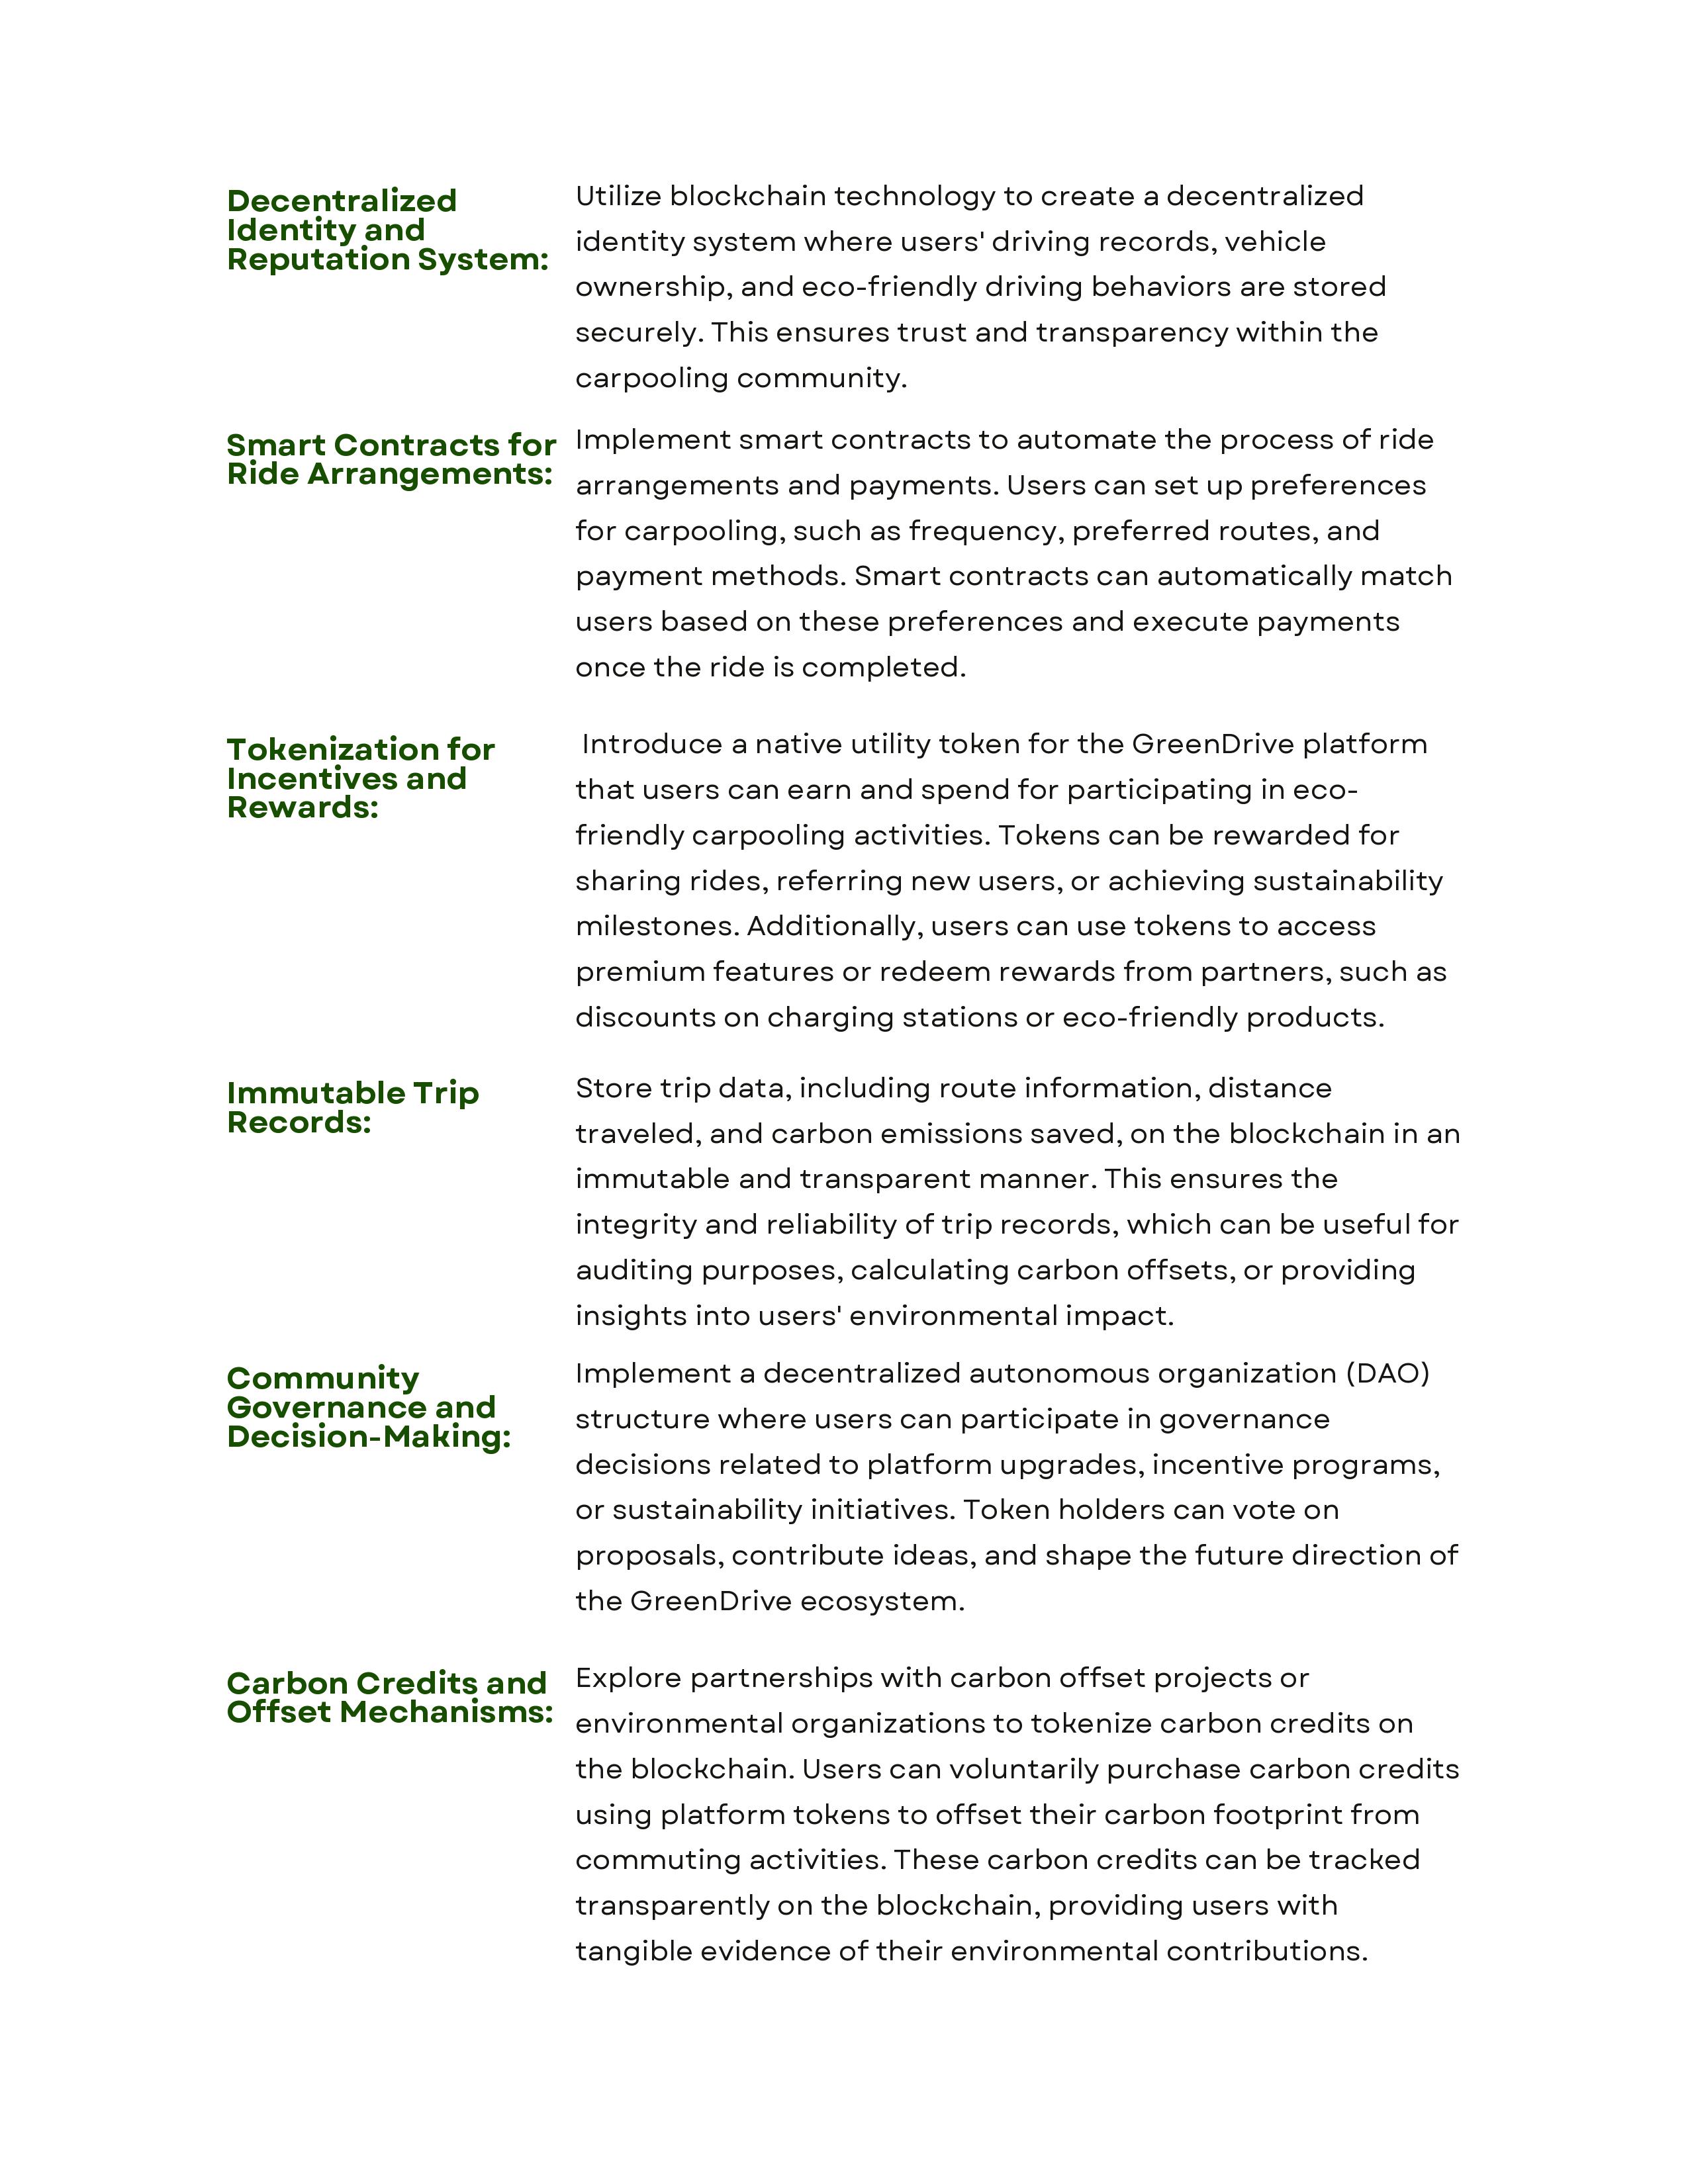 Decentralized
Identity and
Reputation System:
Utilize blockchain technology to create a decentralized
identity system where users' driving records, vehicle
ownership, and eco-friendly driving behaviors are stored
securely. This ensures trust and transparency within the
carpooling community.
Smart Contracts for
Ride Arrangements:
Implement smart contracts to automate the process of ride
arrangements and payments. Users can set up preferences
for carpooling, such as frequency, preferred routes, and
payment methods. Smart contracts can automatically match
users based on these preferences and execute payments
once the ride is completed.
Tokenization for
Incentives and
Rewards:
Introduce a native utility token for the GreenDrive platform
that users can earn and spend for participating in eco-
friendly carpooling activities. Tokens can be rewarded for
sharing rides, referring new users, or achieving sustainability
milestones. Additionally, users can use tokens to access
premium features or redeem rewards from partners, such as
discounts on charging stations or eco-friendly products.
Immutable Trip
Records:
Store trip data, including route information, distance
traveled, and carbon emissions saved, on the blockchain in an
immutable and transparent manner. This ensures the
integrity and reliability of trip records, which can be useful for
auditing purposes, calculating carbon offsets, or providing
insights into users' environmental impact.
Community
Governance and
Decision-Making:
Implement a decentralized autonomous organization (DAO)
structure where users can participate in governance
decisions related to platform upgrades, incentive programs,
or sustainability initiatives. Token holders can vote on
proposals, contribute ideas, and shape the future direction of
the GreenDrive ecosystem.
Carbon Credits and
Offset Mechanisms:
Explore partnerships with carbon offset projects or
environmental organizations to tokenize carbon credits on
the blockchain. Users can voluntarily purchase carbon credits
using platform tokens to offset their carbon footprint from
commuting activities. These carbon credits can be tracked
transparently on the blockchain, providing users with
tangible evidence of their environmental contributions.